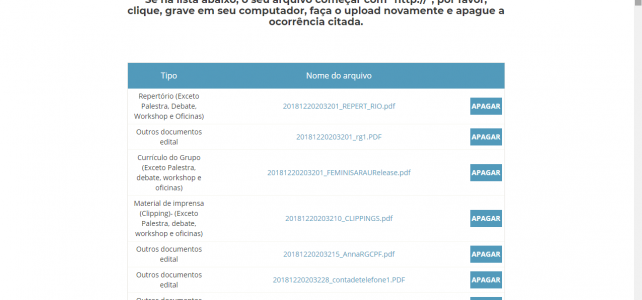 Se na lista abaixo, o seu arquivo começar com "http://", por favor,
clique, grave em seu computador, faça o upload novamente e apague a
ocorrência citada.
Tipo Nome do arquivo
Repertório (Exceto
Palestra, Debate,
Workshop e Oficinas)
20181220203201_REPERT_RIO.pdf APAGAR
Outros documentos
edital
20181220203201_rg1.PDF APAGAR
Currículo do Grupo
(Exceto Palestra,
debate, workshop e
oficinas)
20181220203201_FEMINISARAURelease.pdf APAGAR
Material de imprensa
(Clipping)- (Exceto
Palestra, debate,
workshop e oficinas)
20181220203210_CLIPPINGS.pdf APAGAR
Outros documentos
edital
20181220203215_AnnaRGCPF.pdf APAGAR
Outros documentos
edital
20181220203228_contadetelefone1.PDF APAGAR
Outros documentos